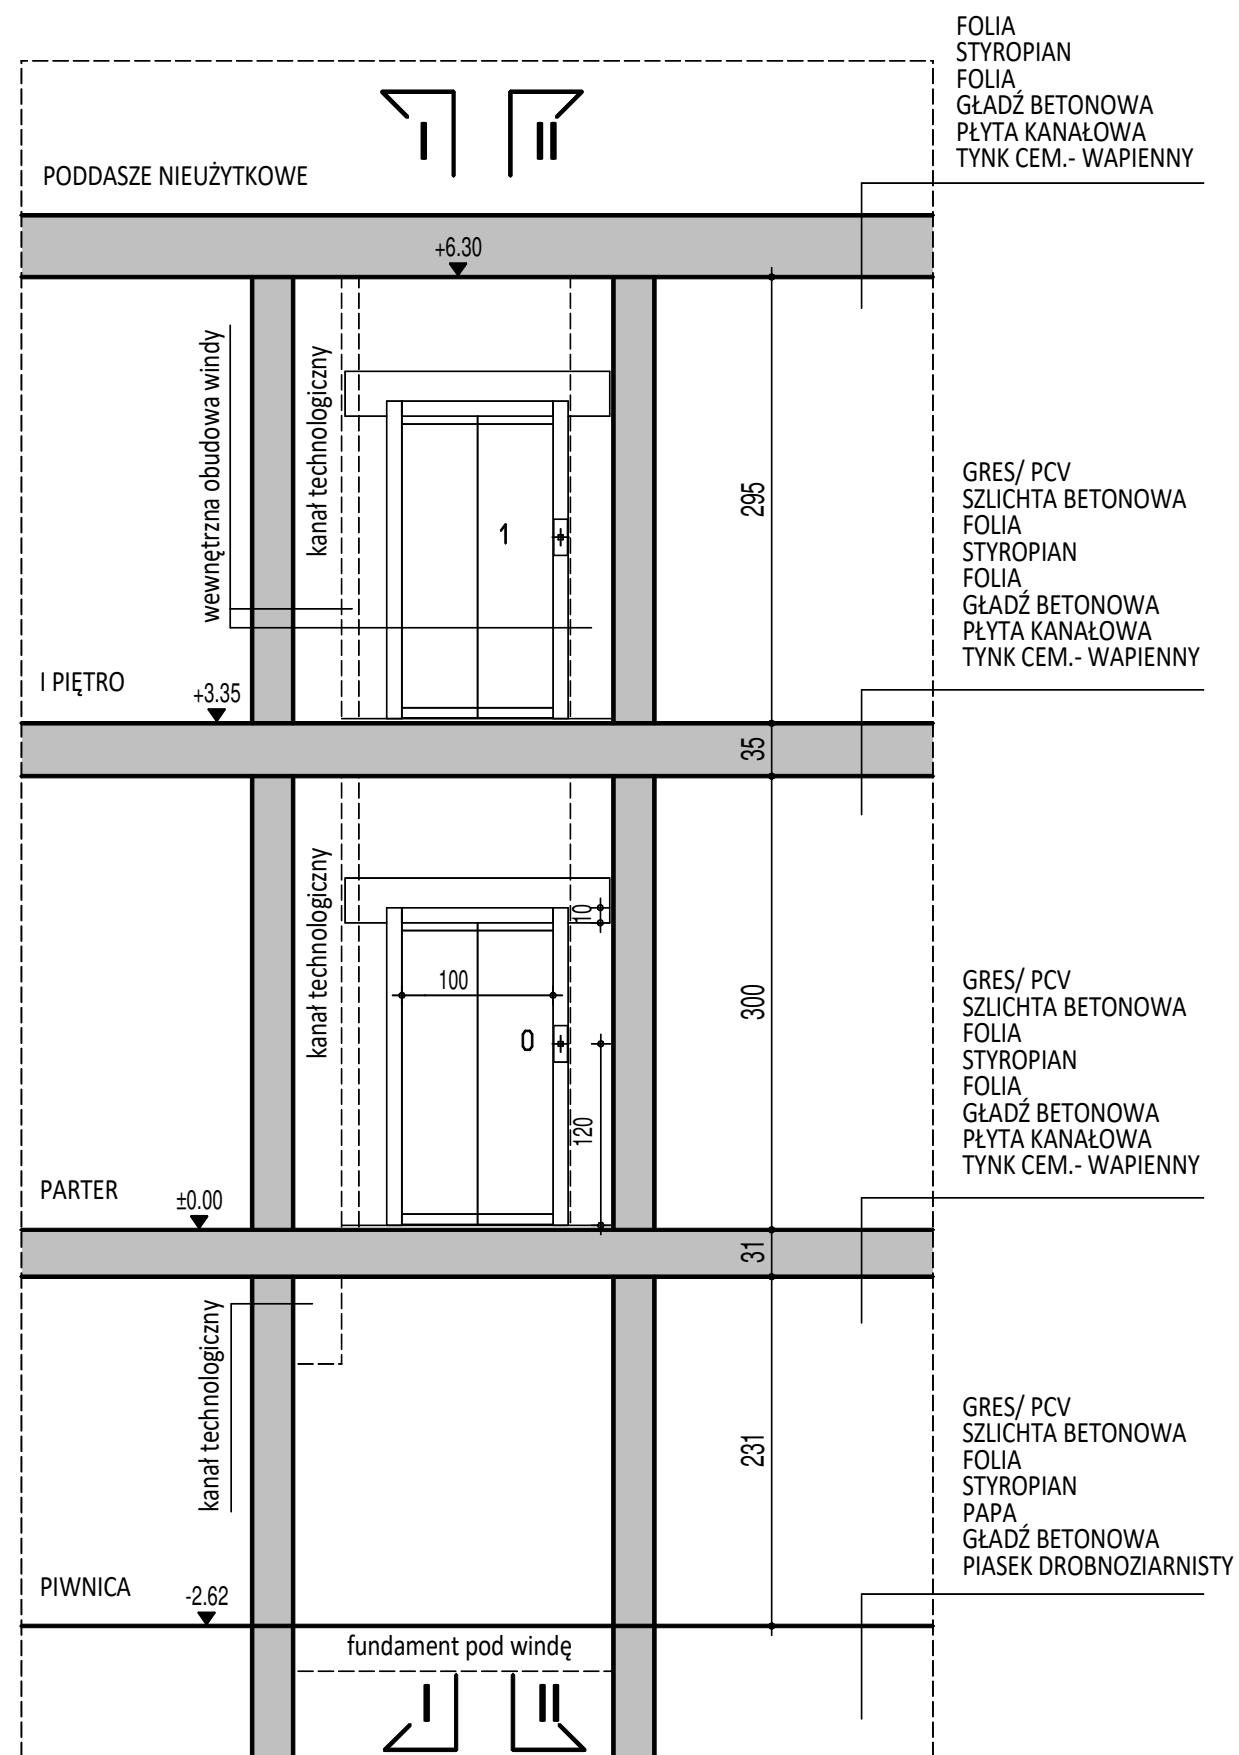 FOLIA
STYROPIAN
FOLIA
GŁADŹ BETONOWA
PŁYTA KANAŁOWA
TYNK CEM.- WAPIENNY
I
II
PODDASZE NIEUŻYTKOWE
+6.30
wewnętrzna obudowa windy
kanał technologiczny
1
295
GRES/ PCV
SZLICHTA BETONOWA
FOLIA
STYROPIAN
FOLIA
GŁADŹ BETONOWA
PŁYTA KANAŁOWA
TYNK CEM.- WAPIENNY
I PIĘTRO
+3.35
35
kanał technologiczny
10
100
0
120
300
GRES/ PCV
SZLICHTA BETONOWA
FOLIA
STYROPIAN
FOLIA
GŁADŹ BETONOWA
PŁYTA KANAŁOWA
TYNK CEM.- WAPIENNY
PARTER
±0.00
31
kanał technologiczny
231
GRES/ PCV
SZLICHTA BETONOWA
FOLIA
STYROPIAN
PAPA
GŁADŹ BETONOWA
PIASEK DROBNOZIARNISTY
PIWNICA
-2.62
fundament pod windę
I
II